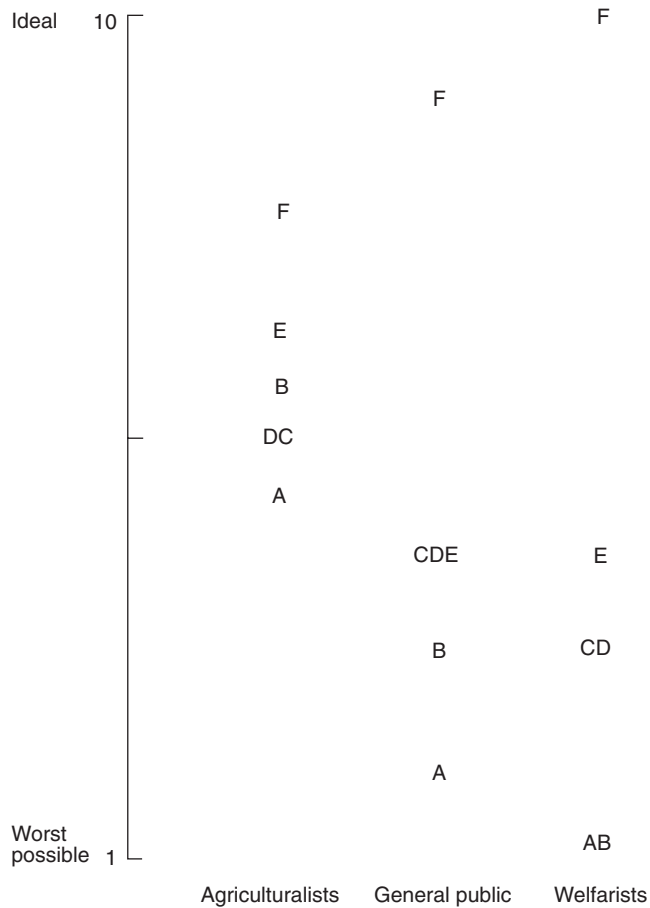 Ideal 10 F
F
F
E
B
DC
A
CDE E
B CD
A
Worst
possible 1 AB
Agriculturalists General public Welfarists